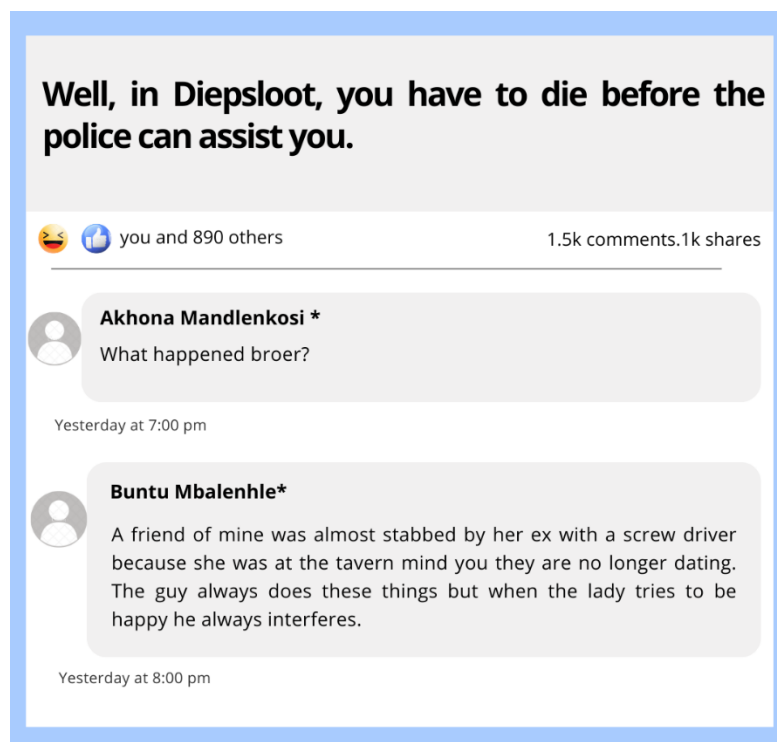 Well, in Diepsloot, you have to die before the
police can assist you.
you and 890 others
1.5k comments.1k shares
Akhona Mandlenkosi *
What happened broer?
Yesterday at 7:00 pm
Buntu Mbalenhle*
A friend of mine was almost stabbed by her ex with a screw driver
because she was at the tavern mind you they are no longer dating.
The guy always does these things but when the lady tries to be
happy he always interferes.
Yesterday at 8:00 pm